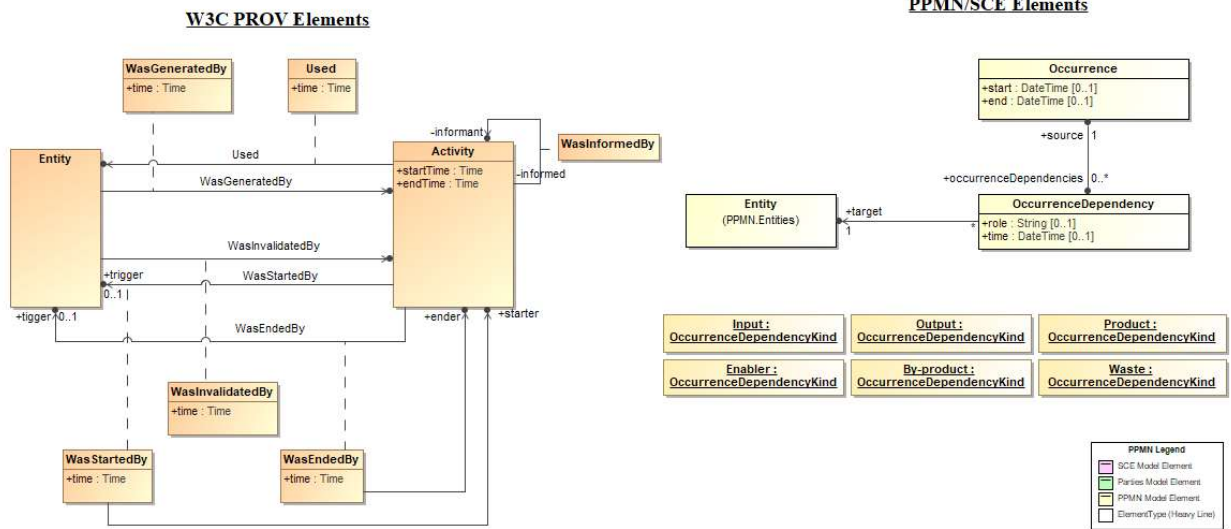 W3C PROV Elements
PPMN/SCE Elements
WasGeneratedBy
+time : Time
Used
+time : Time
Entity
Used
WasGeneratedBy
-informant
Activity
+startTime : Time
+endTime : Time
-informed
WasInformedBy
WasInvalidatedBy
+trigger
0..1
WasStartedBy
+tigger
0..1
WasEndedBy
+ender
+starter
WasInvalidatedBy
+time : Time
WasStartedBy
+time : Time
WasEndedBy
+time : Time
Occurrence
+start : DateTime [0..1]
+end : DateTime [0..1]
+source
1
+occurrenceDependencies
0..*
Entity
(PPMN.Entities)
+target
1
*
OccurrenceDependency
+role : String [0..1]
+time : DateTime [0..1]
Input :
OccurrenceDependencyKind
Output :
OccurrenceDependencyKind
Product :
OccurrenceDependencyKind
Enabler :
OccurrenceDependencyKind
By-product :
OccurrenceDependencyKind
Waste :
OccurrenceDependencyKind
PPMN Legend
SCE Model Element
Parties Model Element
PPMN Model Element
ElementType (Heavy Line)